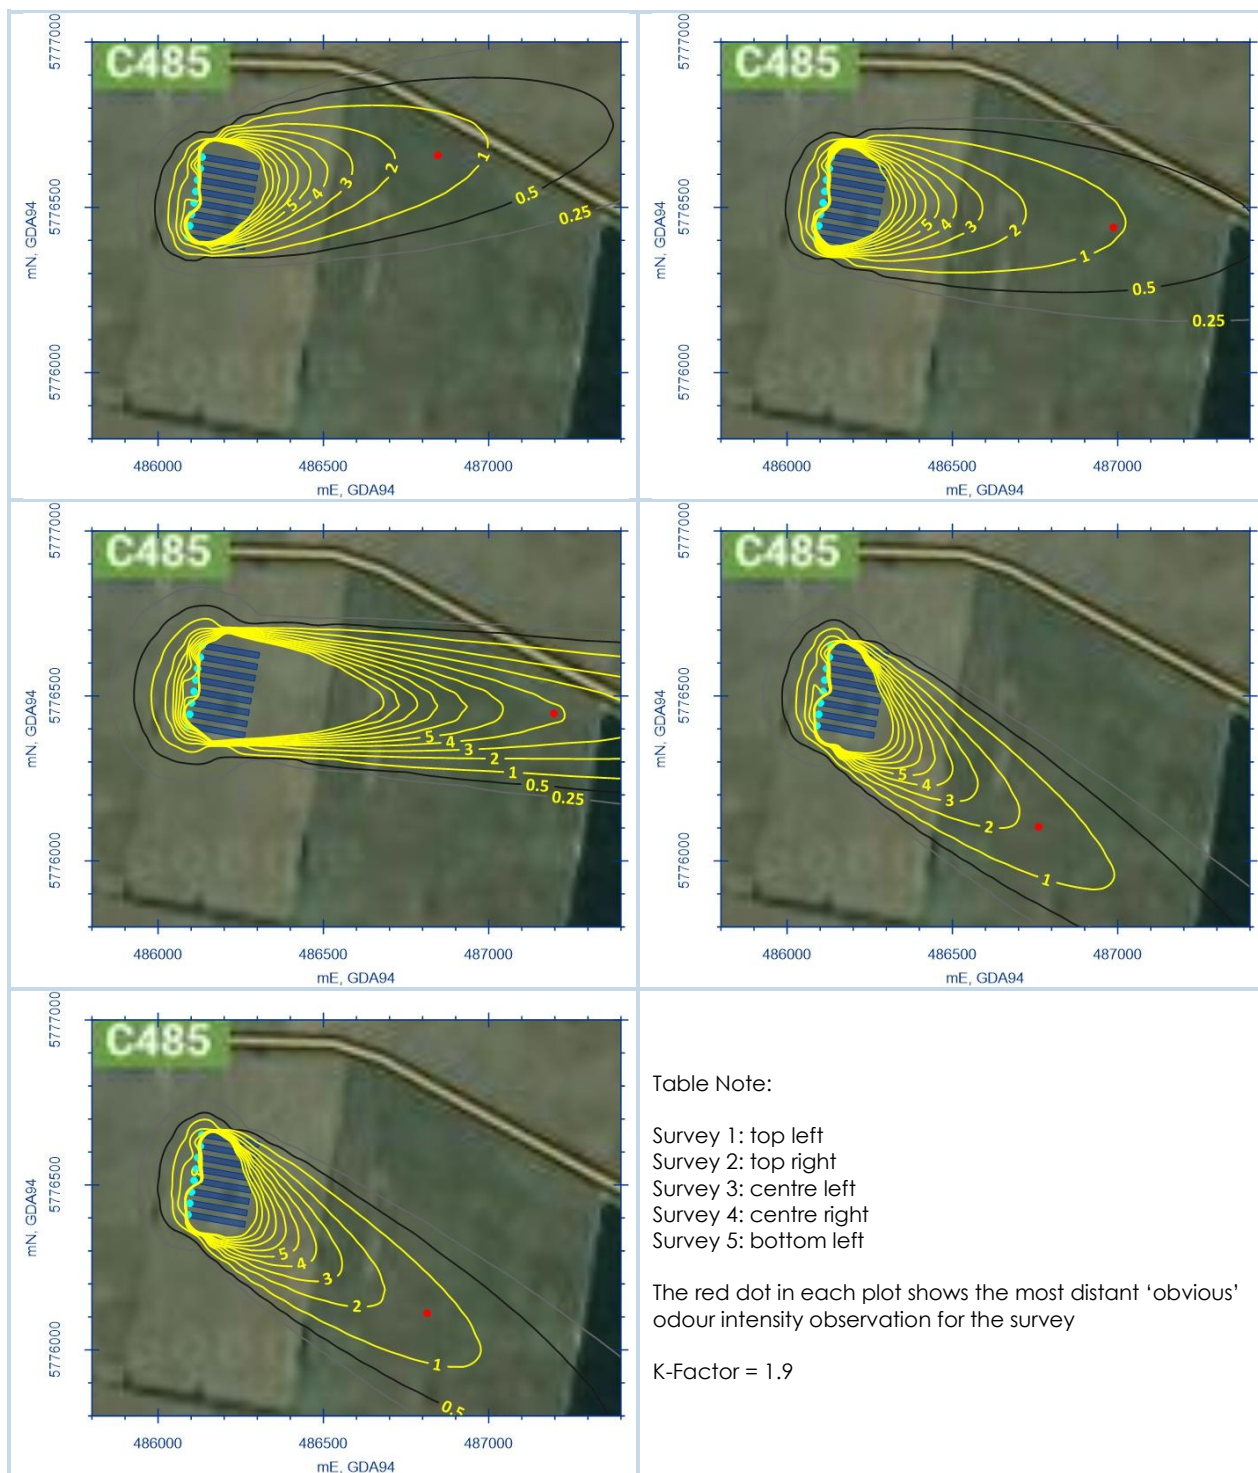 C485
5777000
5776500
5776000
mN, GDA94
5
4
3
2
1
0.5
0.25
486000 486500 487000
mE, GDA94
C485
5777000
5776500
5776000
mN, GDA94
5
4
3
2
1
0.5
0.25
486000 486500 487000
mE, GDA94
C485
5777000
5776500
5776000
mN, GDA94
5
4
3
2
1
0.5
0.25
486000 486500 487000
mE, GDA94
C485
5777000
5776500
5776000
mN, GDA94
5
4
3
2
1
486000 486500 487000
mE, GDA94
C485
5777000
5776500
5776000
mN, GDA94
5
4
3
2
1
0.5
486000 486500 487000
mE, GDA94
Table Note:
Survey 1: top left
Survey 2: top right
Survey 3: centre left
Survey 4: centre right
Survey 5: bottom left
The red dot in each plot shows the most distant ‘obvious’
odour intensity observation for the survey
K-Factor = 1.9